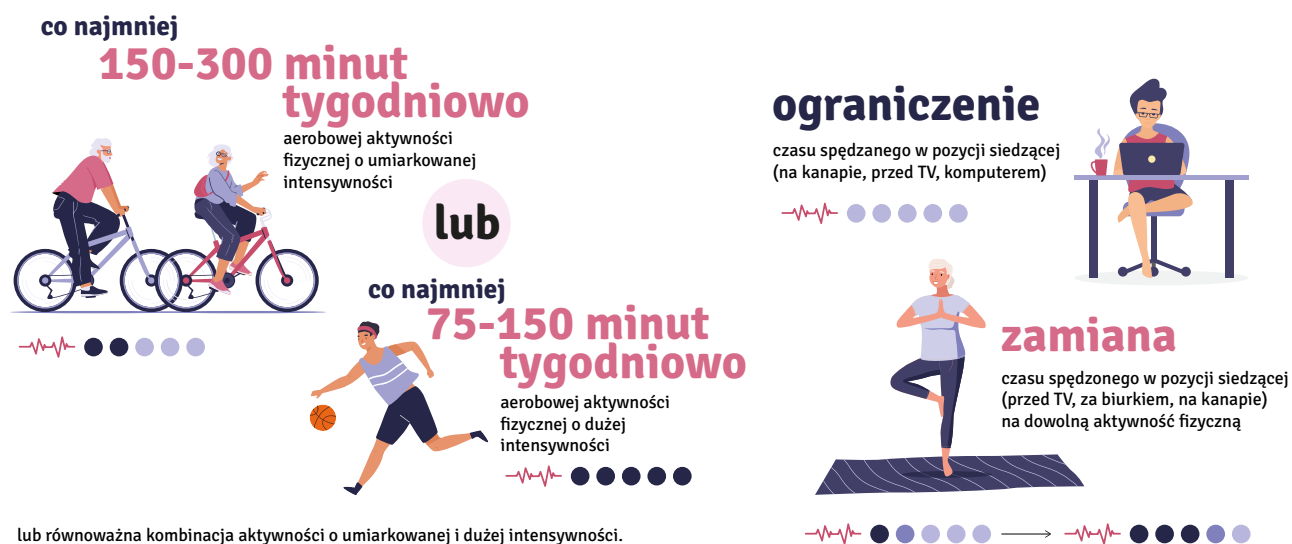 co najmniej
150-300 minut
tygodniowo
aerobowej aktywności
fizycznej o umiarkowanej
intensywności
lub
co najmniej
75-150 minut
tygodniowo
aerobowej aktywności
fizycznej o dużej
intensywności
lub równoważna kombinacja aktywności o umiarkowanej i dużej intensywności.
ograniczenie
czasu spędzanego w pozycji siedzącej
(na kanapie, przed TV, komputerem)
zamiana
czasu spędzonego w pozycji siedzącej
(przed TV, za biurkiem, na kanapie)
na dowolną aktywność fizyczną